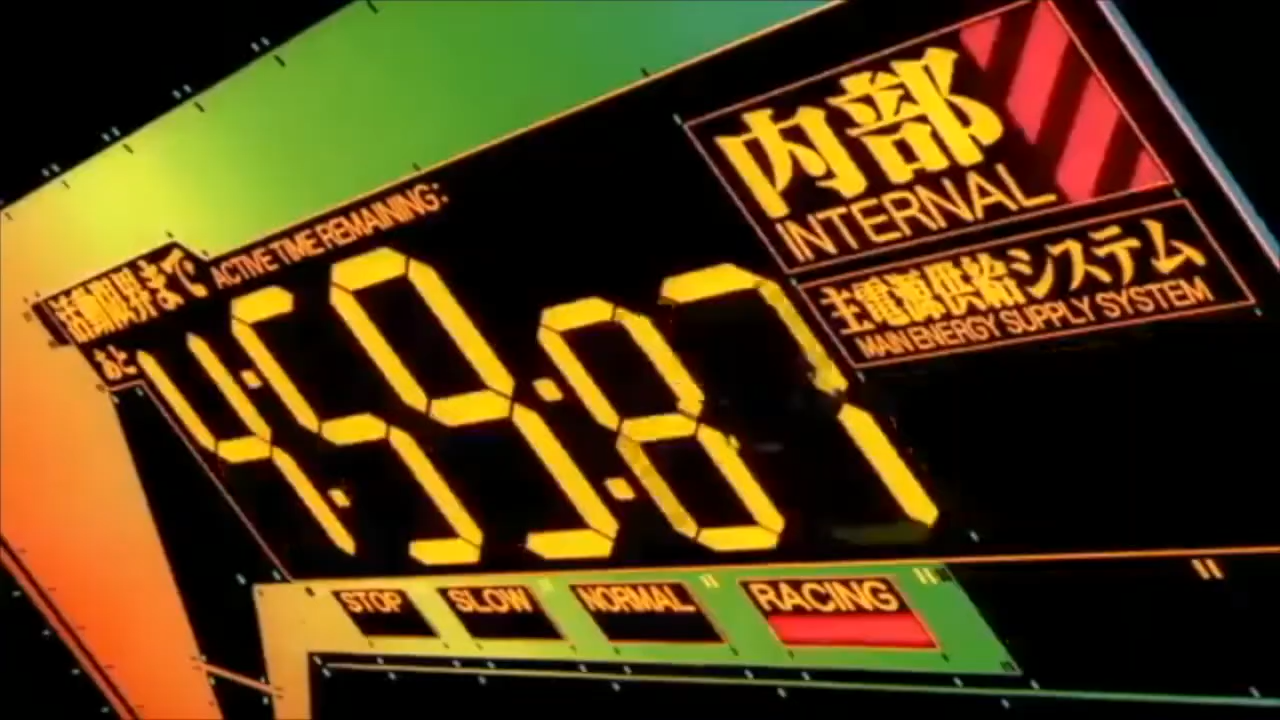 内部
INTERNAL
主電源供給システム
MAIN ENERGY SUPPLY SYSTEM
活動限界まで
ACTIVE TIME REMAINING:
あと
4:59:87
STOP
SLOW
NORMAL
RACING